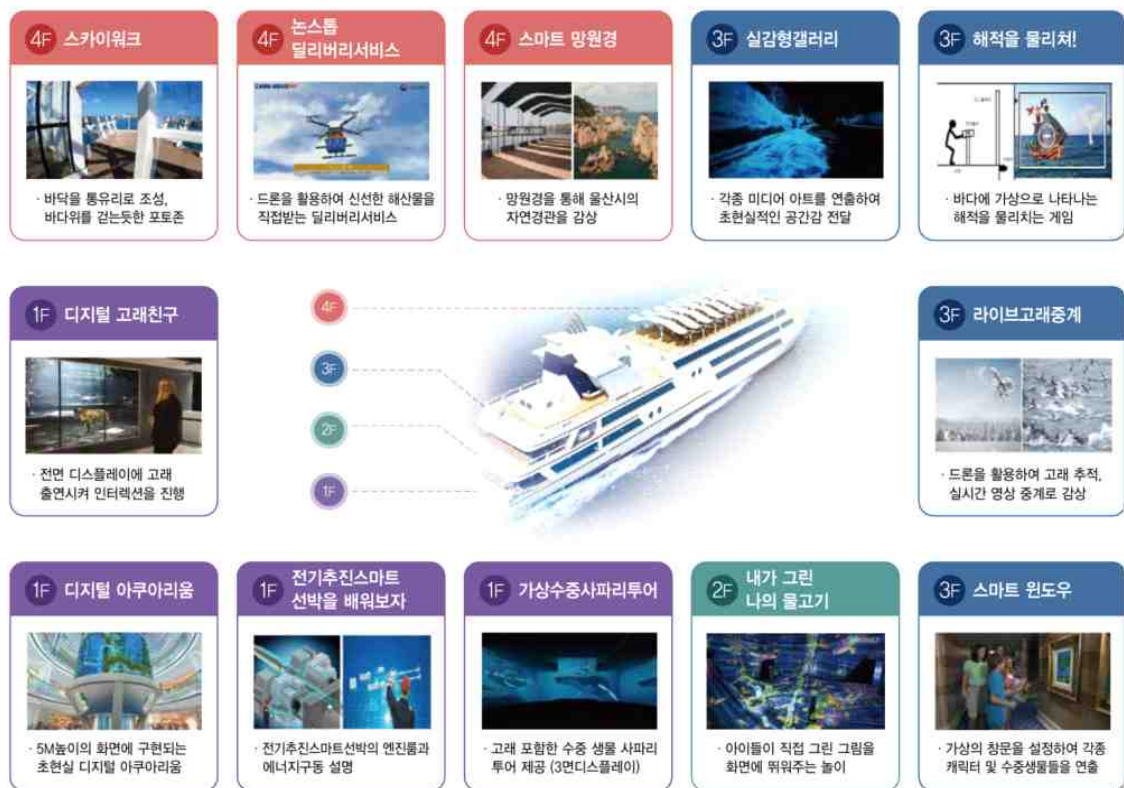 4F 스카이워크
· 바닥을 통유리로 조성,
바다위를 걷는듯한 포토존
4F 논스톱
딜리버리서비스
· 드론을 활용하여 신선한 해산물을
직접받는 딜리버리서비스
4F 스마트 망원경
· 망원경을 통해 울산시의
자연경관을 감상
3F 실감형갤러리
· 각종 미디어 아트를 연출하여
초현실적인 공간감 전달
3F 해적을 물리쳐!
· 바다에 가상으로 나타나는
해적을 물리치는 게임
1F 디지털 고래친구
· 전면 디스플레이에 고래
출연시켜 인터렉션을 진행
4F
3F
2F
1F
3F 라이브고래중계
· 드론을 활용하여 고래 추적,
실시간 영상 중계로 감상
1F 디지털 아쿠아리움
· 5M높이의 화면에 구현되는
초현실 디지털 아쿠아리움
1F 전기추진스마트
선박을 배워보자
· 전기추진스마트선박의 엔진룸과
에너지구동 설명
1F 가상수중사파리투어
· 고래 포함한 수중 생물 사파리
투어 제공 (3면디스플레이)
2F 내가 그린
나의 물고기
· 아이들이 직접 그린 그림을
화면에 뛰워주는 놀이
3F 스마트 윈도우
· 가상의 창문을 설정하여 각종
캐릭터 및 수중생물들을 연출